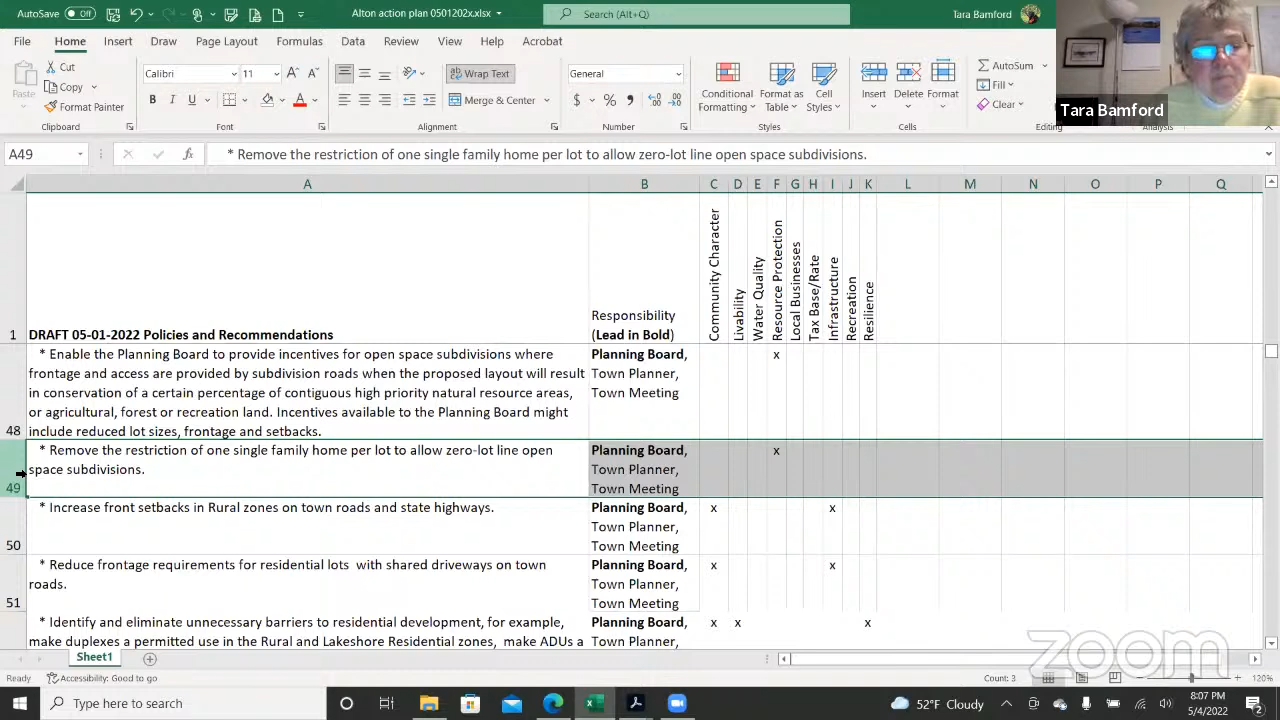 AutoSave Off Alton action plan 0501202x.xlsx Search (Alt+Q) Tara Bamford
File Home Insert Draw Page Layout Formulas Data Review View Help Acrobat
Paste Cut Copy Format Painter Clipboard
Calibri 11 B I U A Font
Wrap Text Merge & Center Alignment
General $ % , Number
Conditional Formatting Format as Table Cell Styles Styles
Insert Delete Format Cells
AutoSum Fill Clear Editing Analysis
Tara Bamford
A49 fx * Remove the restriction of one single family home per lot to allow zero-lot line open space subdivisions.
A B C D E F G H I J K L M N O P Q
1 DRAFT 05-01-2022 Policies and Recommendations
Responsibility
(Lead in Bold)
Community Character
Livability
Water Quality
Resource Protection
Local Businesses
Tax Base/Rate
Infrastructure
Recreation
Resilience
* Enable the Planning Board to provide incentives for open space subdivisions where Planning Board, x
frontage and access are provided by subdivision roads when the proposed layout will result Town Planner,
in conservation of a certain percentage of contiguous high priority natural resource areas, Town Meeting
or agricultural, forest or recreation land. Incentives available to the Planning Board might
48 include reduced lot sizes, frontage and setbacks.
* Remove the restriction of one single family home per lot to allow zero-lot line open Planning Board, x
space subdivisions. Town Planner,
49 Town Meeting
* Increase front setbacks in Rural zones on town roads and state highways. Planning Board, x x
Town Planner,
50 Town Meeting
* Reduce frontage requirements for residential lots with shared driveways on town Planning Board, x x
roads. Town Planner,
51 Town Meeting
* Identify and eliminate unnecessary barriers to residential development, for example, Planning Board, x x x
make duplexes a permitted use in the Rural and Lakeshore Residential zones, make ADUs a Town Planner,
zoom
Sheet1
Ready Accessibility: Good to go Count: 3 120%
Type here to search 52°F Cloudy 8:07 PM
5/4/2022 2